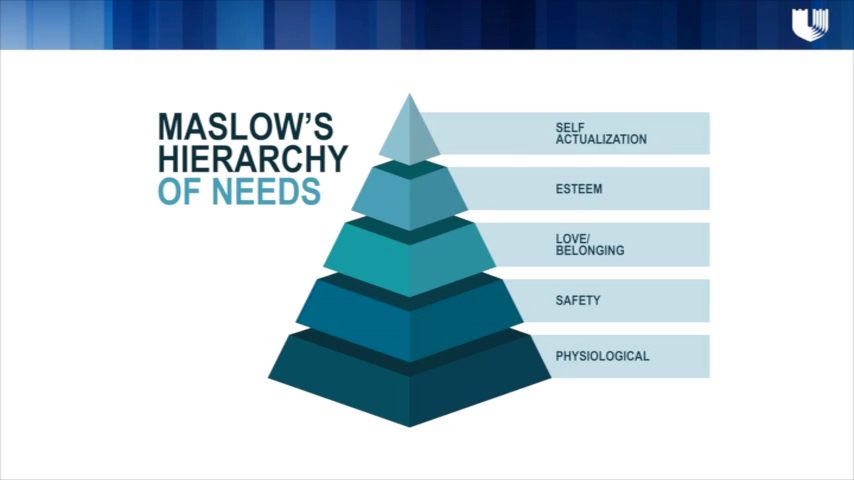 MASLOW'S
HIERARCHY
OF NEEDS
SELF
ACTUALIZATION
ESTEEM
LOVE/
BELONGING
SAFETY
PHYSIOLOGICAL